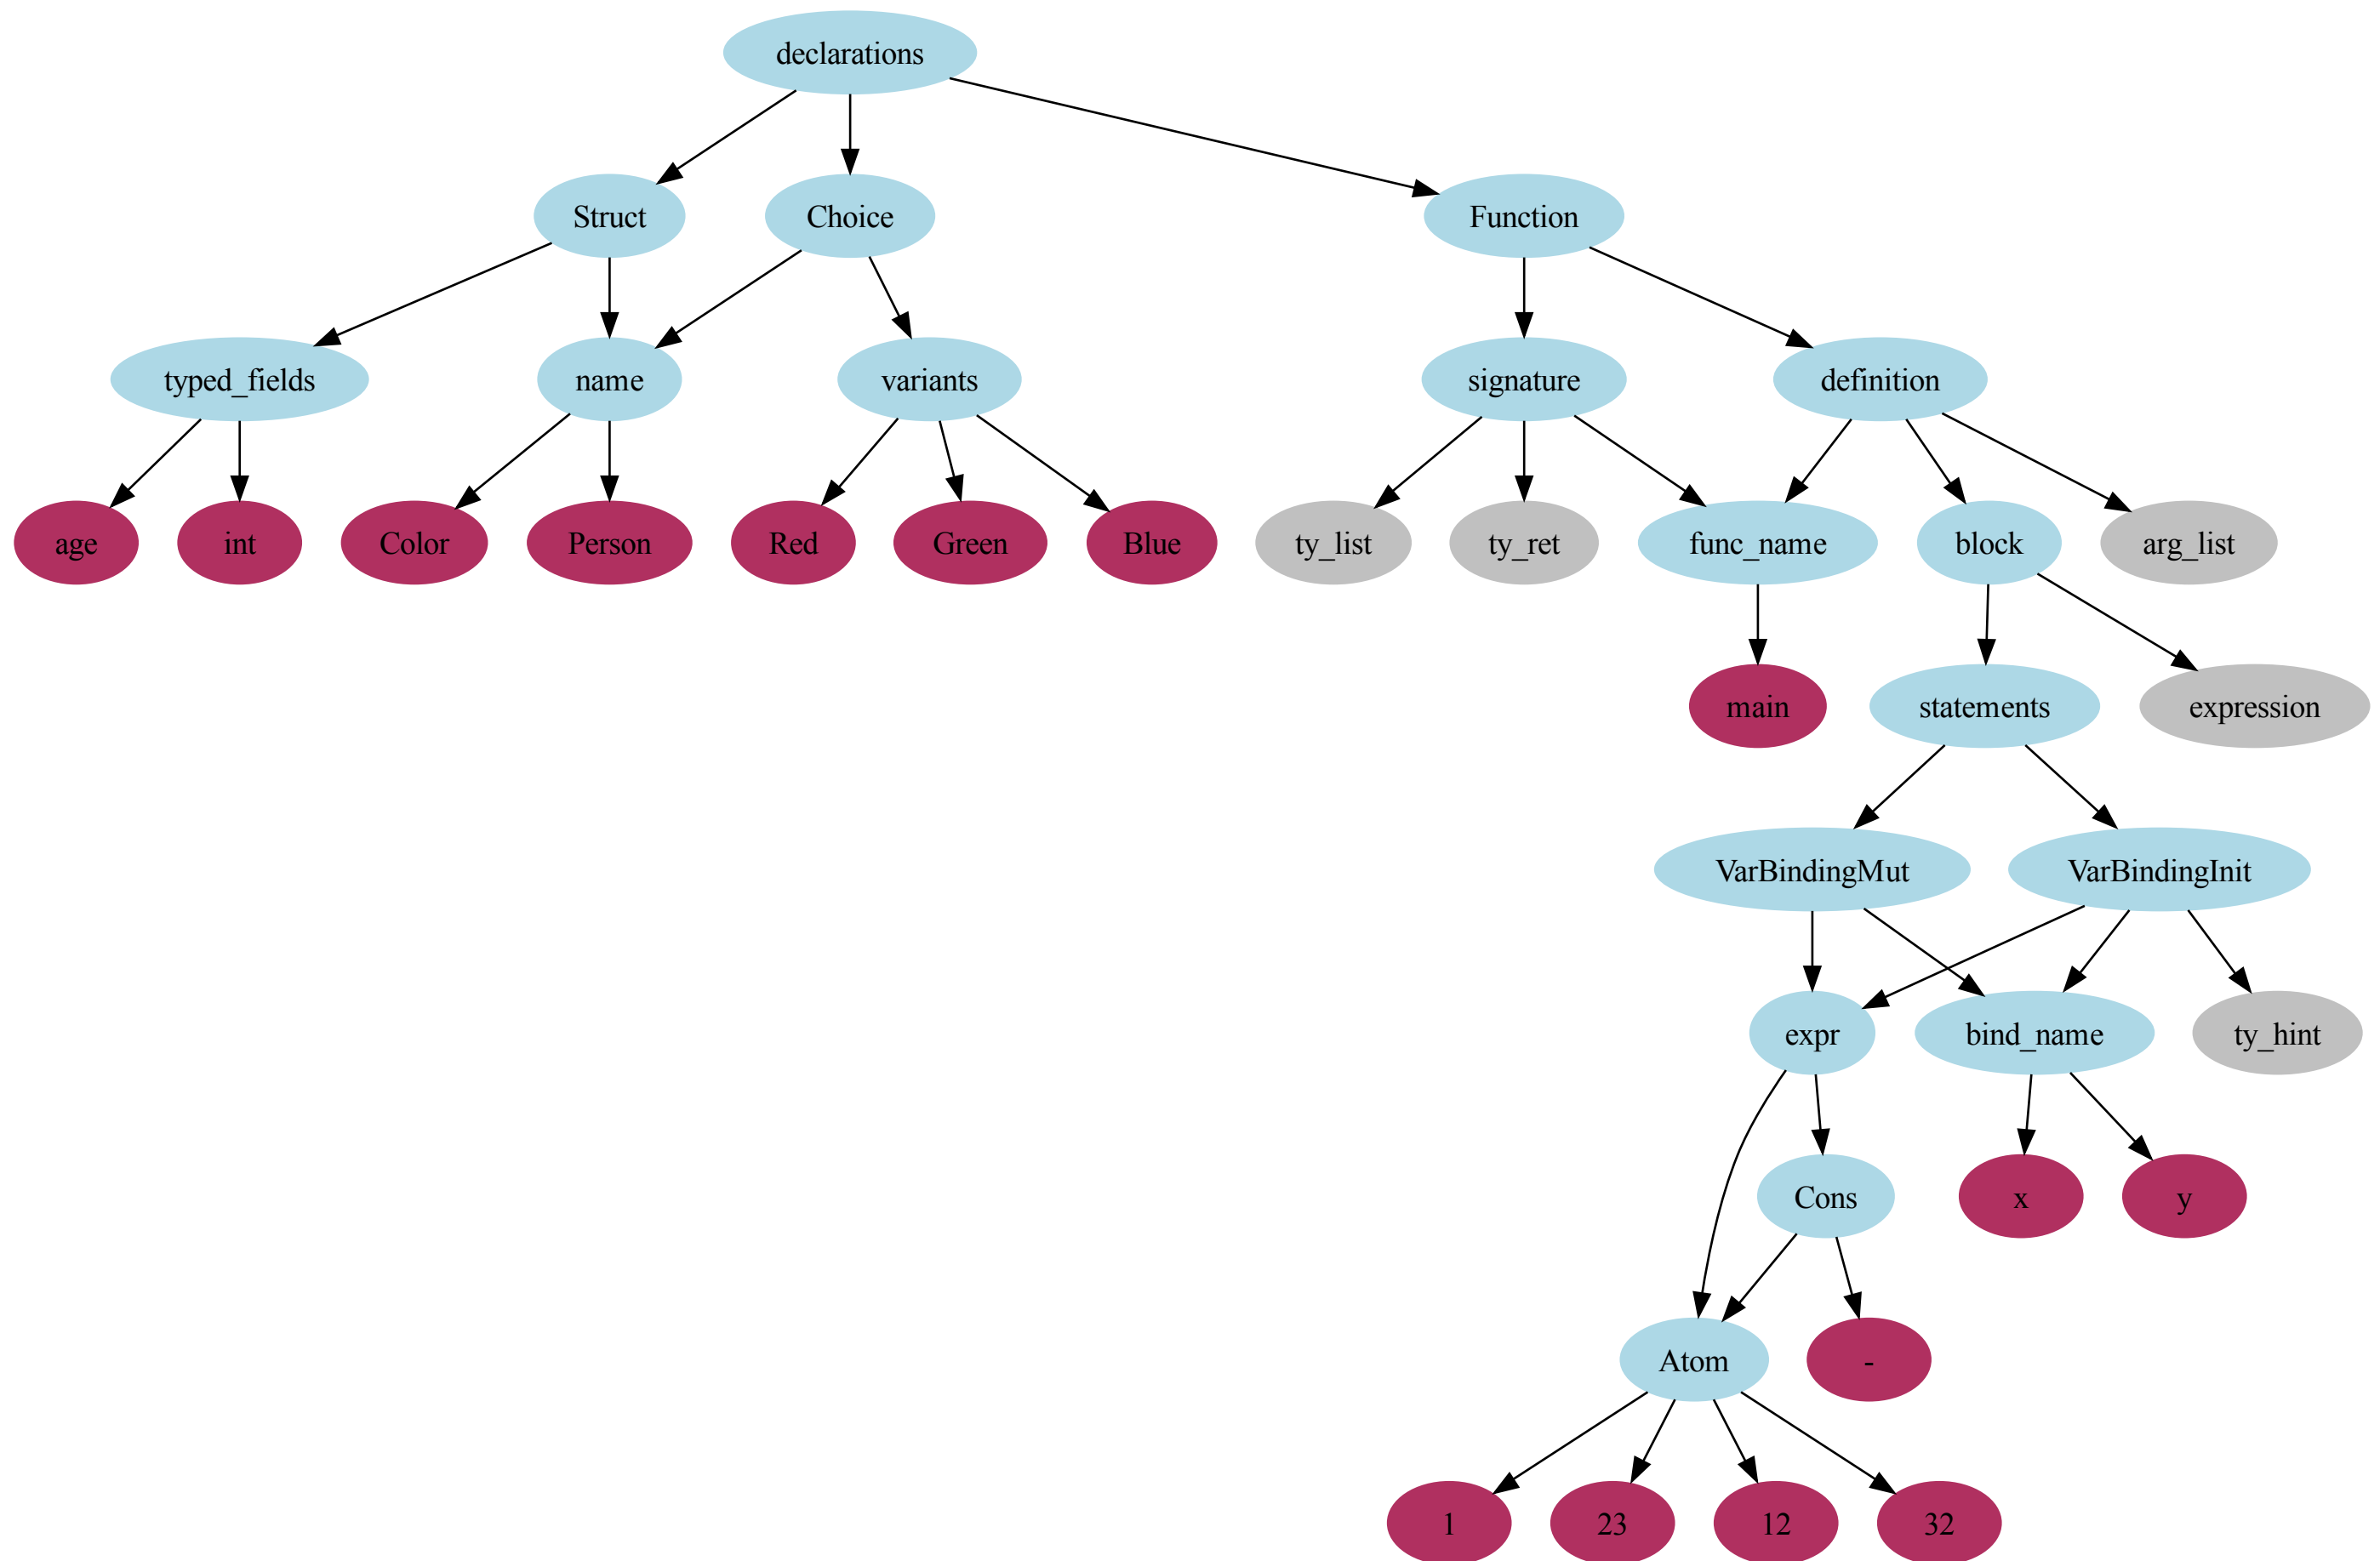 declarations
Struct
Choice
Function
typed_fields
name
variants
signature
definition
age
int
Color
Person
Red
Green
Blue
ty_list
ty_ret
func_name
block
arg_list
main
statements
expression
VarBindingMut
VarBindingInit
expr
bind_name
ty_hint
Cons
x
y
Atom
-
1
23
12
32